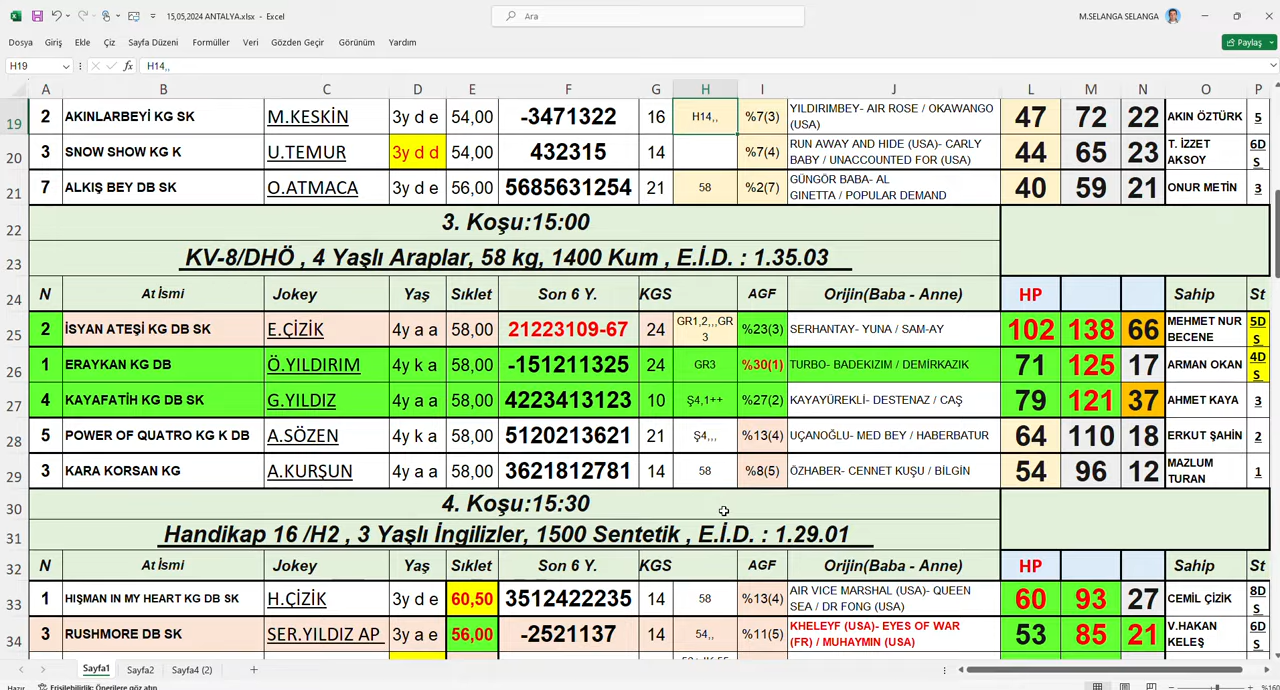 15,05,2024 ANTALYA.xlsx - Excel
Ara
M.SELANGA SELANGA
Dosya Giriş Ekle Çiz Sayfa Düzeni Formüller Veri Gözden Geçir Görünüm Yardım
Paylaş
H19 fx H14,,
A B C D E F G H I J L M N O P
19 2 AKINLARBEYİ KG SK M.KESKİN 3y d e 54,00 -3471322 16 H14,, %7(3) YILDIRIMBEY- AIR ROSE / OKAWANGO (USA) 47 72 22 AKIN ÖZTÜRK 5
20 3 SNOW SHOW KG K U.TEMUR 3y d d 54,00 432315 14 %7(4) RUN AWAY AND HIDE (USA)- CARLY BABY / UNACCOUNTED FOR (USA) 44 65 23 T. İZZET AKSOY 6D S
21 7 ALKIŞ BEY DB SK O.ATMACA 3y d e 56,00 5685631254 21 58 %2(7) GÜNGÖR BABA- AL GINETTA / POPULAR DEMAND 40 59 21 ONUR METİN 3
22 3. Koşu:15:00
23 KV-8/DHÖ , 4 Yaşlı Araplar, 58 kg, 1400 Kum , E.İ.D. : 1.35.03
24 N At İsmi Jokey Yaş Sıklet Son 6 Y. KGS AGF Orijin(Baba - Anne) HP Sahip St
25 2 İSYAN ATEŞİ KG DB SK E.ÇİZİK 4y a a 58,00 21223109-67 24 GR1,2,,,GR 3 %23(3) SERHANTAY- YUNA / SAM-AY 102 138 66 MEHMET NUR BECENE 5D S
26 1 ERAYKAN KG DB Ö.YILDIRIM 4y k a 58,00 -151211325 24 GR3 %30(1) TURBO- BADEKIZIM / DEMİRKAZIK 71 125 17 ARMAN OKAN 4D S
27 4 KAYAFATİH KG DB SK G.YILDIZ 4y a a 58,00 4223413123 10 Ş4,1++ %27(2) KAYAYÜREKLİ- DESTENAZ / CAŞ 79 121 37 AHMET KAYA 3
28 5 POWER OF QUATRO KG K DB A.SÖZEN 4y k a 58,00 5120213621 21 Ş4,,, %13(4) UÇANOĞLU- MED BEY / HABERBATUR 64 110 18 ERKUT ŞAHİN 2
29 3 KARA KORSAN KG A.KURŞUN 4y a a 58,00 3621812781 14 58 %8(5) ÖZHABER- CENNET KUŞU / BİLGİN 54 96 12 MAZLUM TURAN 1
30 4. Koşu:15:30
31 Handikap 16 /H2 , 3 Yaşlı İngilizler, 1500 Sentetik , E.İ.D. : 1.29.01
32 N At İsmi Jokey Yaş Sıklet Son 6 Y. KGS AGF Orijin(Baba - Anne) HP Sahip St
33 1 HIŞMAN IN MY HEART KG DB SK H.ÇİZİK 3y d e 60,50 3512422235 14 58 %13(4) AIR VICE MARSHAL (USA)- QUEEN SEA / DR FONG (USA) 60 93 27 CEMİL ÇİZİK 8D S
34 3 RUSHMORE DB SK SER.YILDIZ AP 3y a e 56,00 -2521137 14 54,, %11(5) KHELEYF (USA)- EYES OF WAR (FR) / MUHAYMIN (USA) 53 85 21 V.HAKAN KELEŞ 6D S
Sayfa1 Sayfa2 Sayfa4 (2)
Hazır Erişilebilirlik: Önerilere göz atın %160